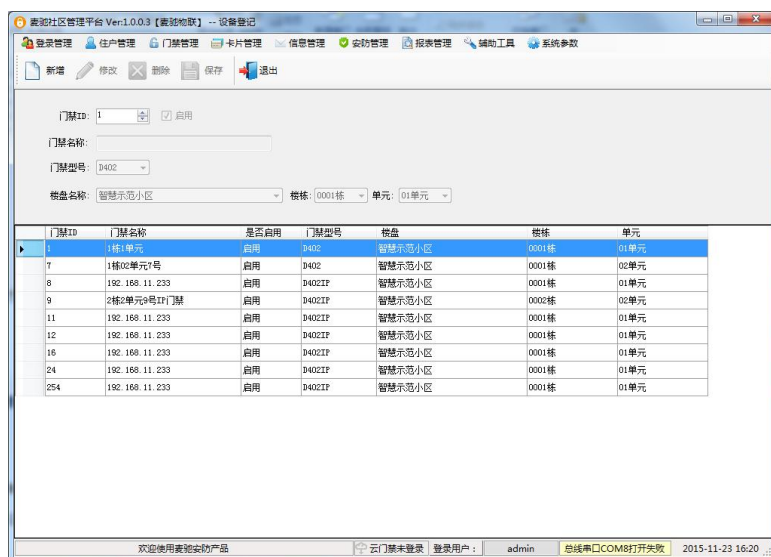 麦驰社区管理平台 Ver:1.0.0.3【麦驰物联】 -- 设备登记
登录管理 住户管理 门禁管理 卡片管理 信息管理 安防管理 报表管理 辅助工具 系统参数
新增 修改 删除 保存 退出
门禁ID: 1 启用
门禁名称:
门禁型号: D402
楼盘名称: 智慧示范小区 楼栋: 0001栋 单元: 01单元
门禁ID 门禁名称 是否启用 门禁型号 楼盘 楼栋 单元
1 1栋1单元 启用 D402 智慧示范小区 0001栋 01单元
7 1栋02单元7号 启用 D402 智慧示范小区 0001栋 02单元
8 192.168.11.233 启用 D402IP 智慧示范小区 0001栋 01单元
9 2栋2单元9号IP门禁 启用 D402IP 智慧示范小区 0002栋 02单元
11 192.168.11.233 启用 D402IP 智慧示范小区 0001栋 01单元
12 192.168.11.233 启用 D402IP 智慧示范小区 0001栋 01单元
16 192.168.11.233 启用 D402IP 智慧示范小区 0001栋 01单元
24 192.168.11.233 启用 D402IP 智慧示范小区 0001栋 01单元
254 192.168.11.233 启用 D402IP 智慧示范小区 0001栋 01单元
欢迎使用麦驰安防产品 云门禁未登录 登录用户: admin 总线串口COM8打开失败 2015-11-23 16:20